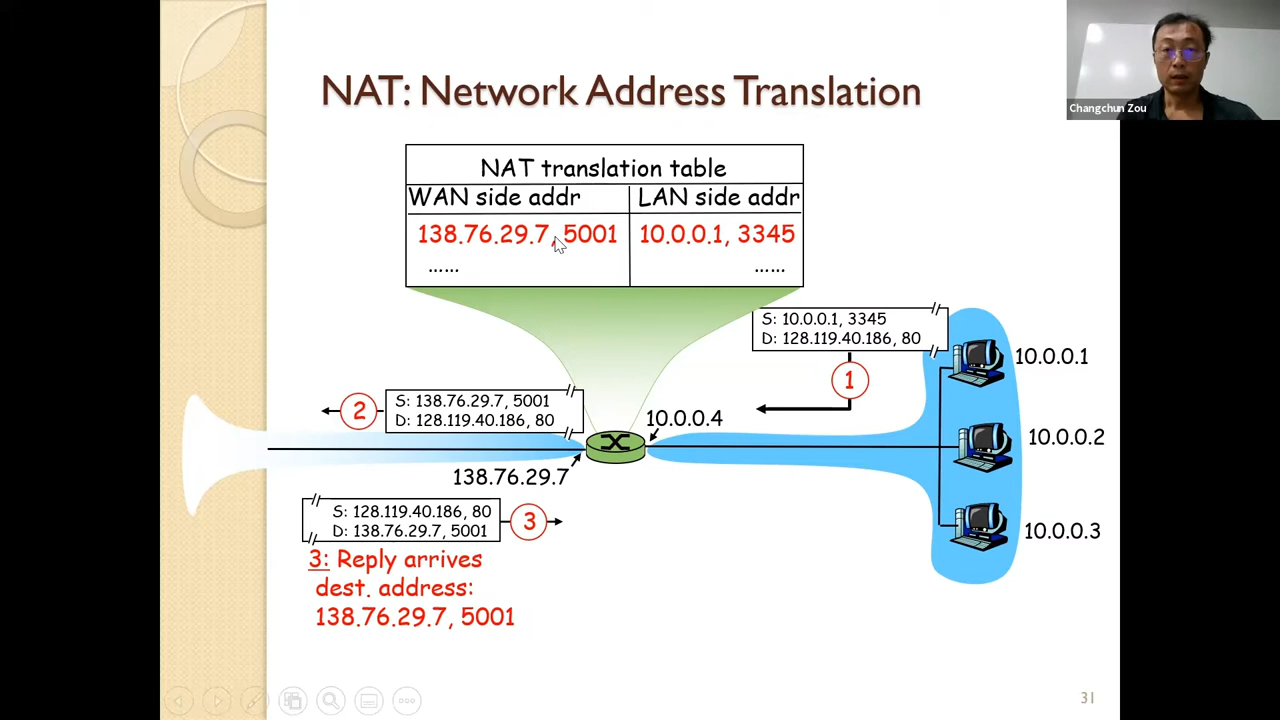 NAT: Network Address Translation
Changchun Zou
NAT translation table
WAN side addr LAN side addr
138.76.29.7, 5001 10.0.0.1, 3345
...... ......
S: 10.0.0.1, 3345
D: 128.119.40.186, 80
10.0.0.1
1
2
S: 138.76.29.7, 5001
D: 128.119.40.186, 80
10.0.0.4
10.0.0.2
138.76.29.7
S: 128.119.40.186, 80
D: 138.76.29.7, 5001
3
10.0.0.3
3: Reply arrives
dest. address:
138.76.29.7, 5001
31